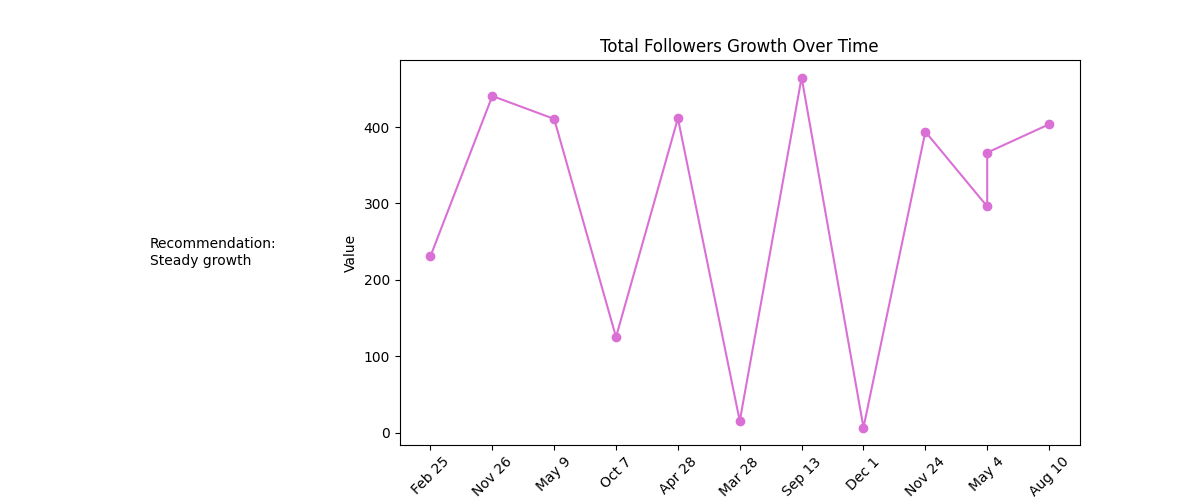 Total Followers Growth Over Time
Recommendation:
Steady growth
Value
400
300
200
100
0
Feb 25
Nov 26
May 9
Oct 7
Apr 28
Mar 28
Sep 13
Dec 1
Nov 24
May 4
Aug 10